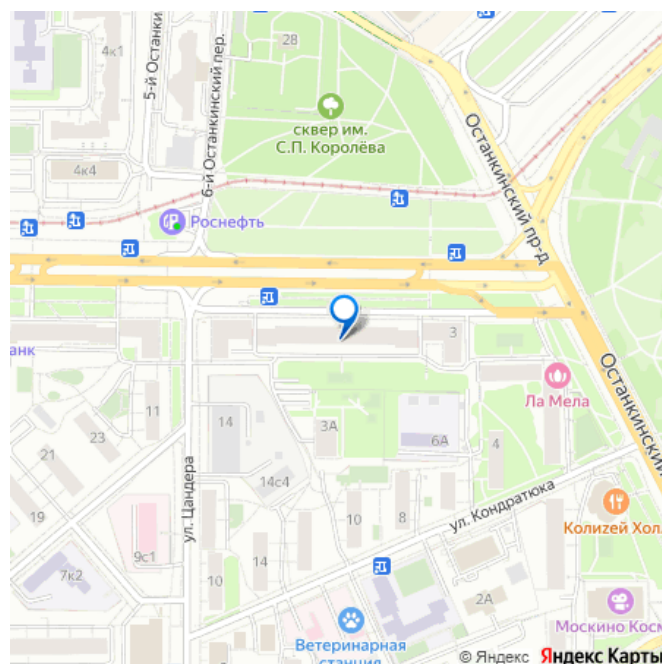 4к1
5-й Останки
6-й Останкинский пер.
28
сквер им.
С.П. Королёва
Останкинский пр-д
4к4
Роснефть
анк
3
Останкинский
Ла Мела
11
14
3А
6А
4
23
21
ул. Цандера
14с4
19
10
8
ул. Кондратюка
Колиzей Хол
9с1
14
7к2
10
2А
Москино Косм
Ветеринарная
станция
© Яндекс Яндекс Карты